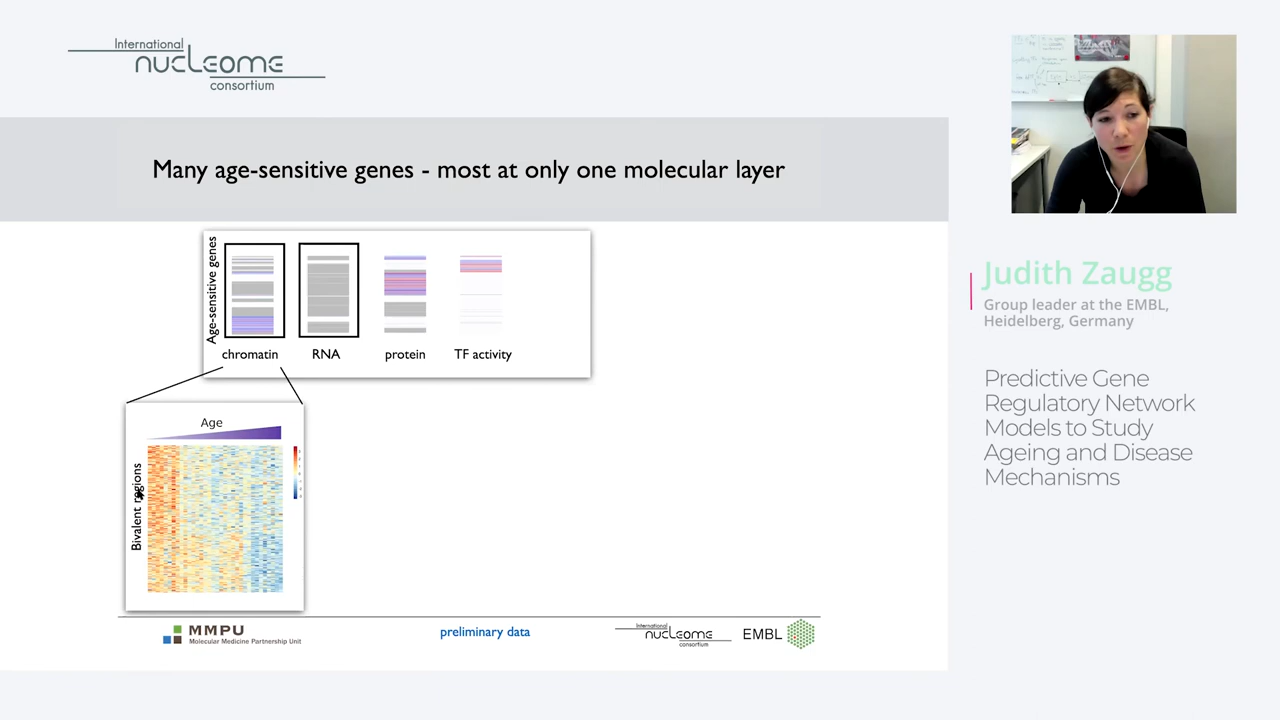 International
nucleome
consortium
Many age-sensitive genes - most at only one molecular layer
Age-sensitive genes
chromatin
RNA
protein
TF activity
Age
Bivalent regions
MMPU
Molecular Medicine Partnership Unit
preliminary data
International
nucleome
consortium
EMBL
Judith Zaugg
Group leader at the EMBL,
Heidelberg, Germany
Predictive Gene
Regulatory Network
Models to Study
Ageing and Disease
Mechanisms